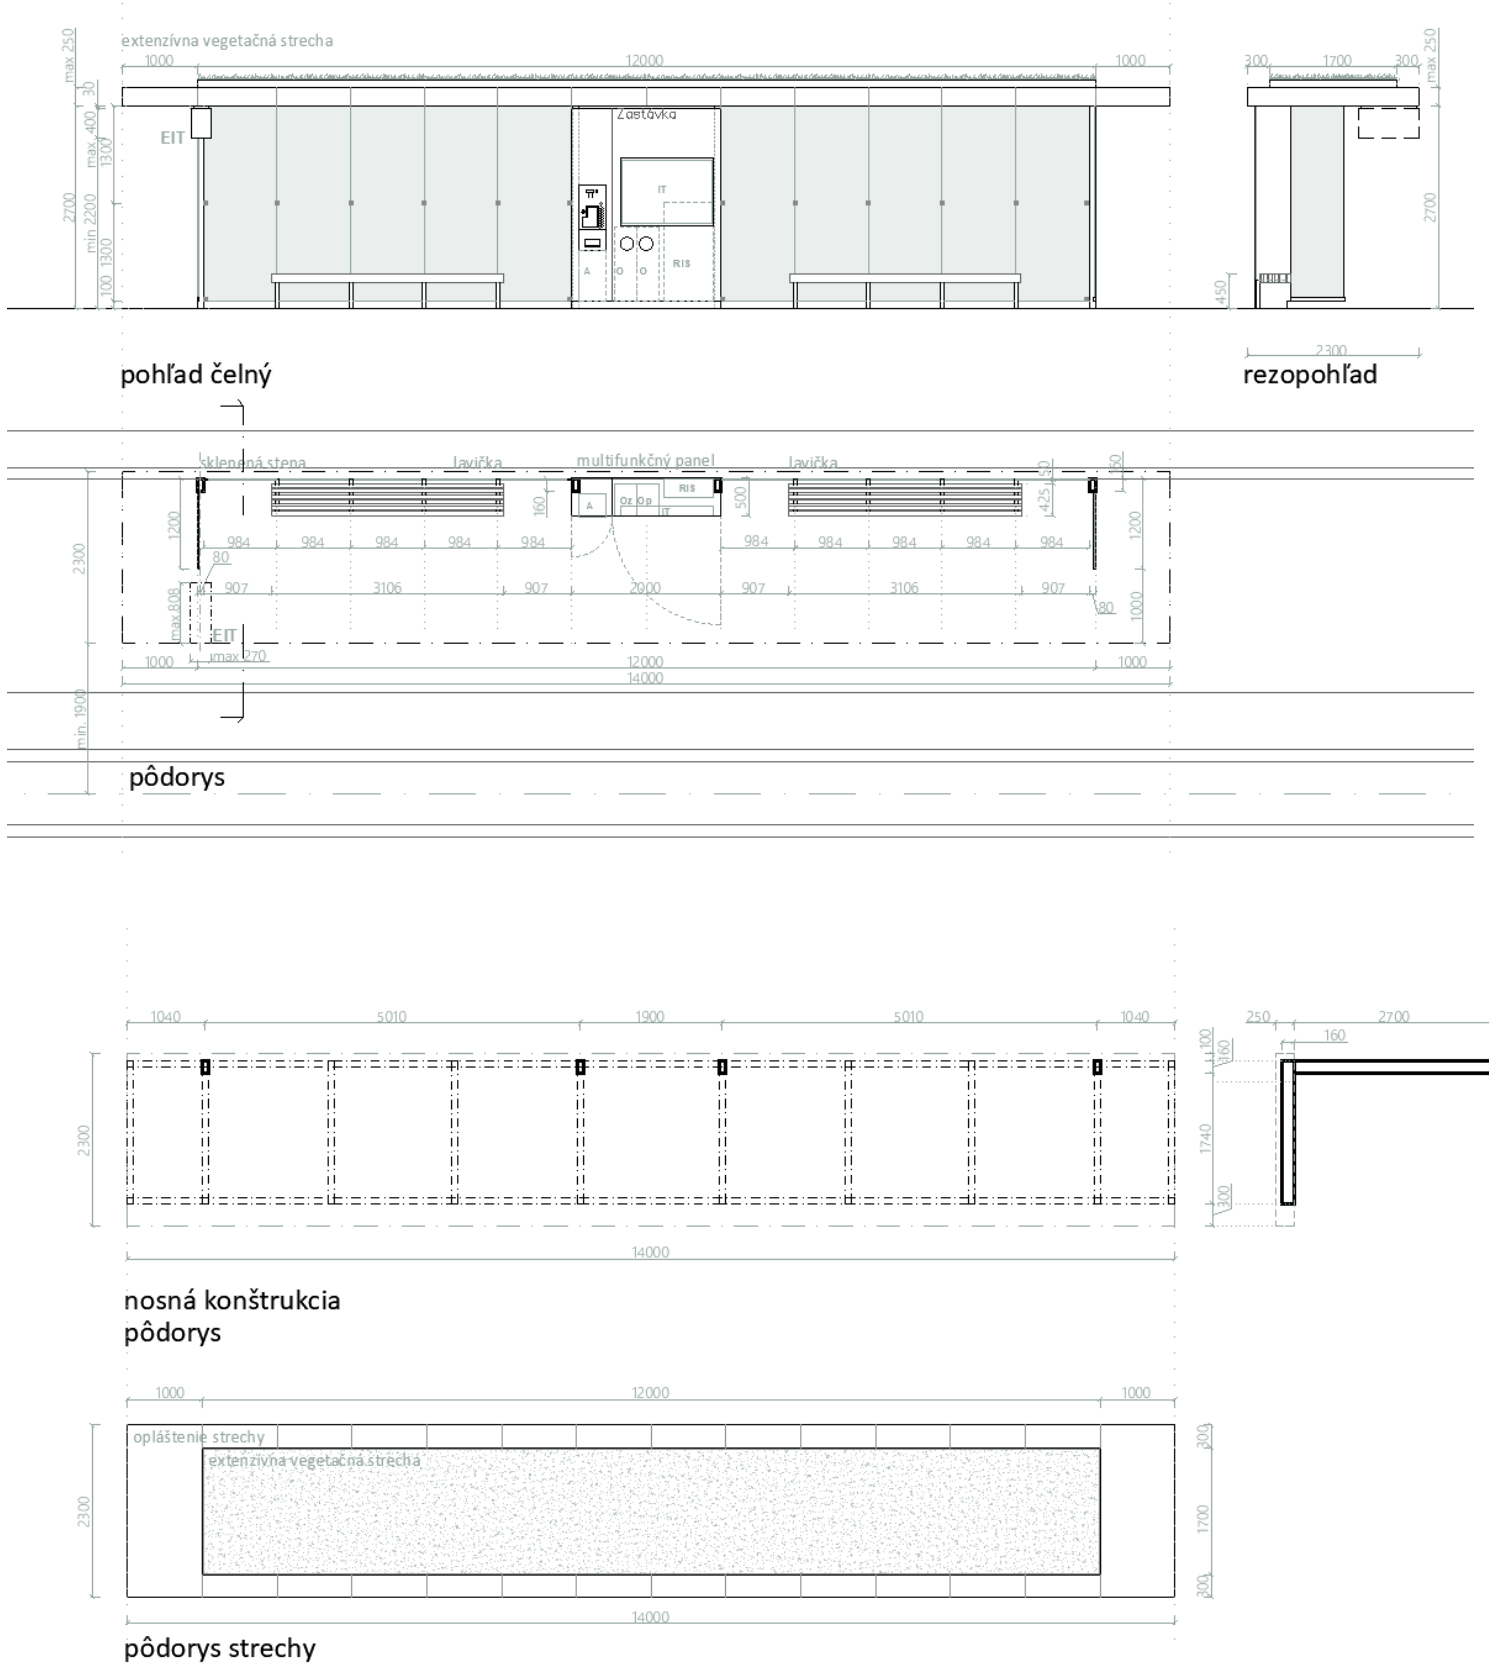 extenzívna vegetačná strecha
1000
12000
1000
max 250
30
max. 400
1300
2700
min 2200
1300
100
EIT
Zastávka
IT
A
O
O
RIS
300
1700
300
max 250
2700
450
2300
pohľad čelný
rezopohľad
sklenená stena
lavička
multifunkčný panel
lavička
50
160
A
Oz
Op
RIS
IT
160
500
425
1200
1200
984
984
984
984
984
984
984
984
984
984
80
907
3106
907
2000
907
3106
907
80
2300
max 808
1000
EIT
max 270
1000
12000
1000
14000
min. 1900
pôdorys
1040
5010
1900
5010
1040
250
2700
160
100
160
2300
1740
300
14000
nosná konštrukcia
pôdorys
1000
12000
1000
opláštenie strechy
extenzívna vegetačná strecha
2300
300
1700
300
14000
pôdorys strechy